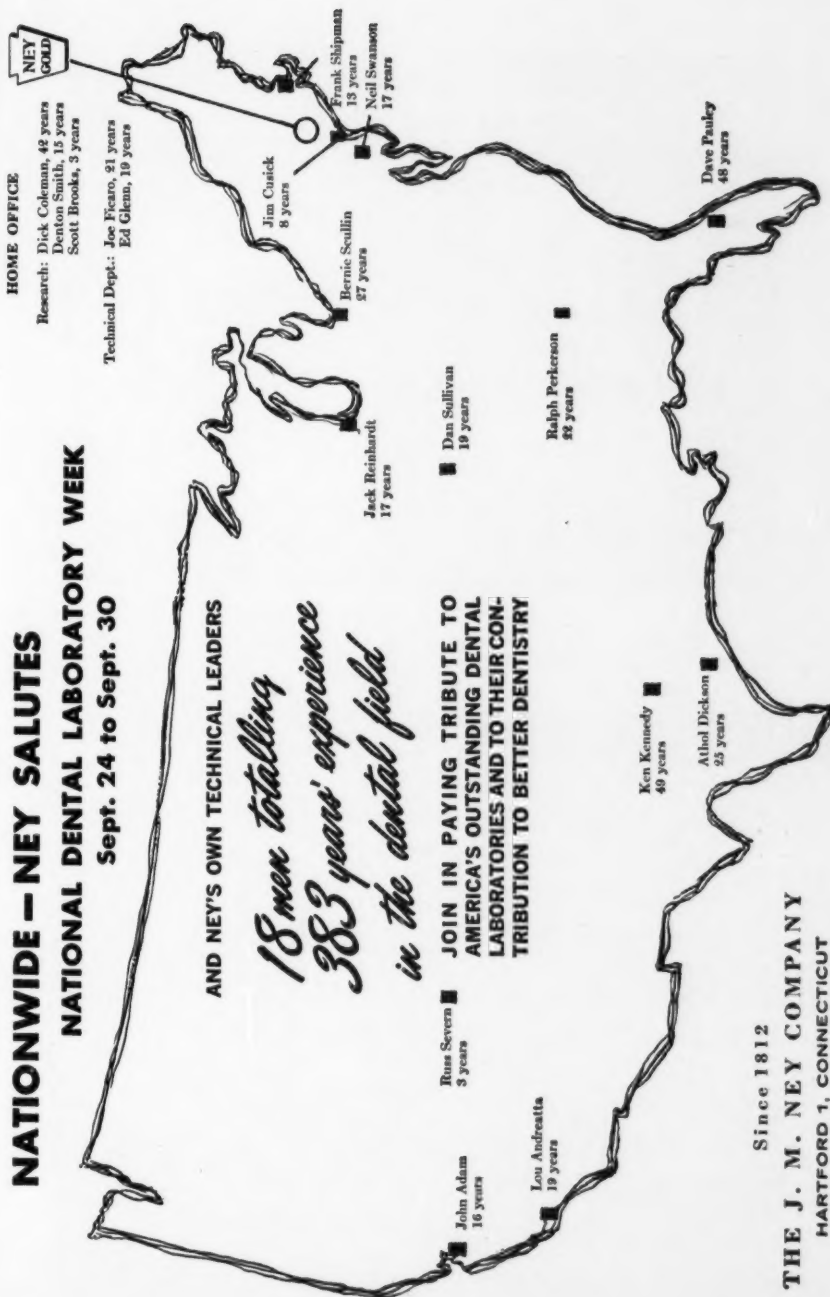 NATIONWIDE — NEY SALUTES
NATIONAL DENTAL LABORATORY WEEK
Sept. 24 to Sept. 30
HOME OFFICE
Research: Dick Coleman, 42 years
Denton Smith, 15 years
Scott Brooks, 3 years
Technical Dept.: Joe Ficaro, 21 years
Ed Glenn, 19 years
NEY
GOLD
AND NEY'S OWN TECHNICAL LEADERS
18 men totalling
383 years' experience
in the dental field
JOIN IN PAYING TRIBUTE TO
AMERICA'S OUTSTANDING DENTAL
LABORATORIES AND TO THEIR CON-
TRIBUTION TO BETTER DENTISTRY
Frank Shipman
13 years
Neil Swanson
17 years
Jim Cusick
8 years
Bernie Scullin
27 years
Jack Reinhardt
17 years
Dan Sullivan
19 years
Ralph Perkerson
22 years
Dave Pauley
48 years
Russ Severn
3 years
John Adam
16 years
Lou Andreatta
19 years
Ken Kennedy
49 years
Athol Dickson
25 years
Since 1812
THE J. M. NEY COMPANY
HARTFORD 1, CONNECTICUT